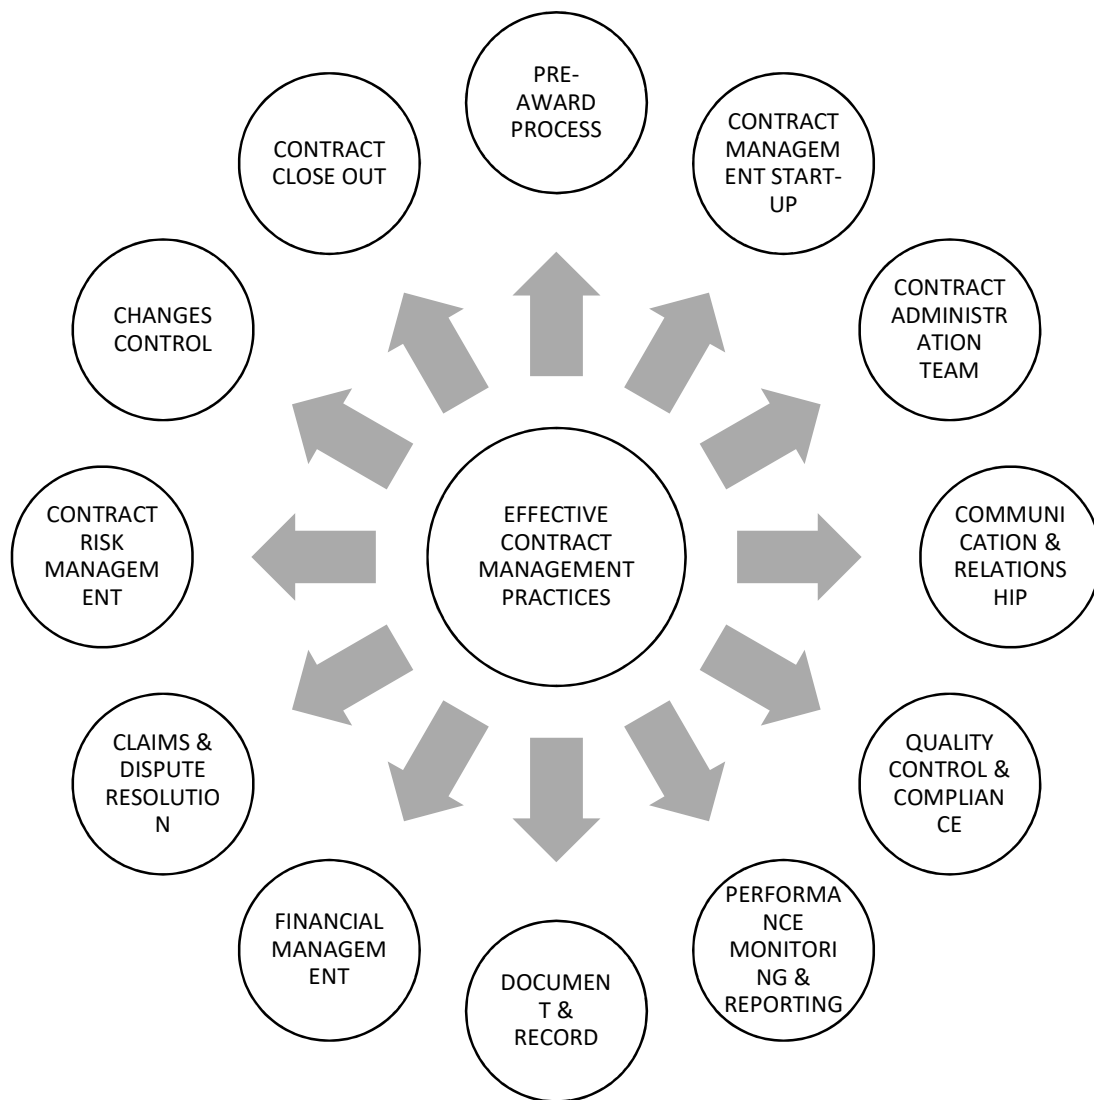 PRE-
AWARD
PROCESS
CONTRACT
MANAGEM
ENT START-
UP
CONTRACT
ADMINISTR
ATION
TEAM
COMMUNI
CATION &
RELATIONS
HIP
QUALITY
CONTROL &
COMPLIAN
CE
PERFORMA
NCE
MONITORI
NG &
REPORTING
DOCUMEN
T &
RECORD
FINANCIAL
MANAGEM
ENT
CLAIMS &
DISPUTE
RESOLUTIO
N
CONTRACT
RISK
MANAGEM
ENT
CHANGES
CONTROL
CONTRACT
CLOSE OUT
EFFECTIVE
CONTRACT
MANAGEMENT
PRACTICES